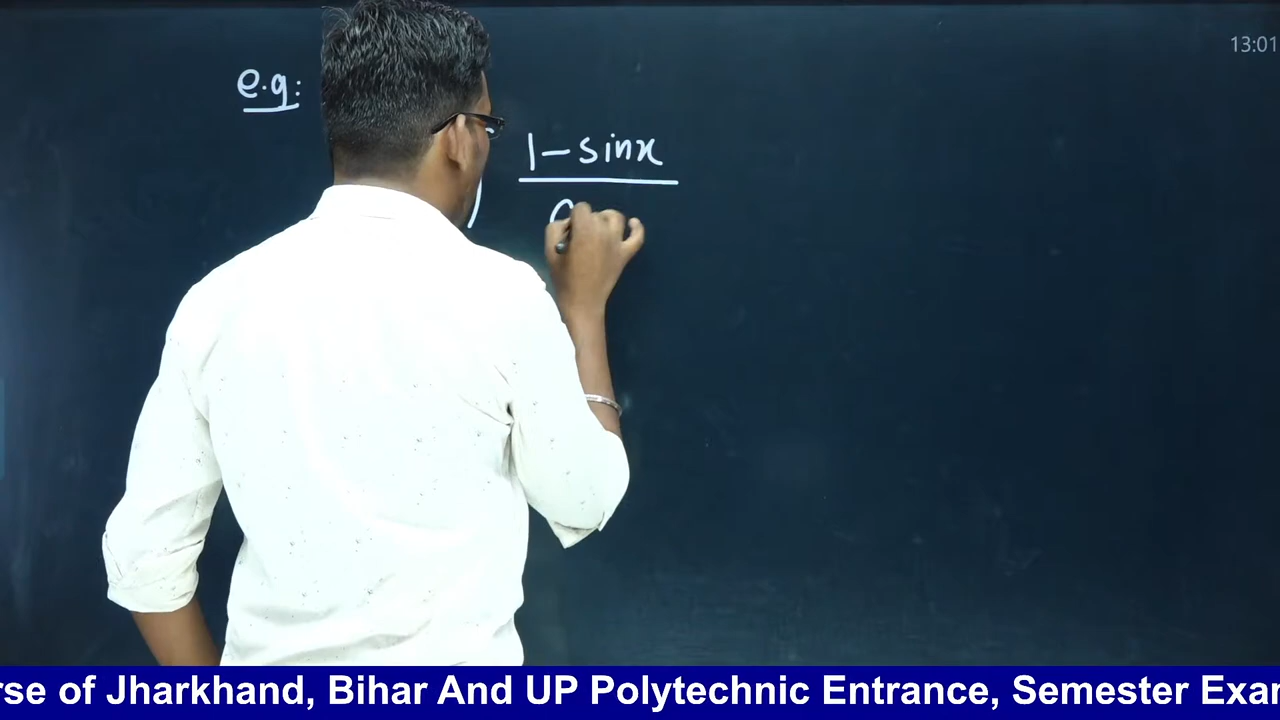 13:01
e.g:
) 1-sinx
rse of Jharkhand, Bihar And UP Polytechnic Entrance, Semester Exar